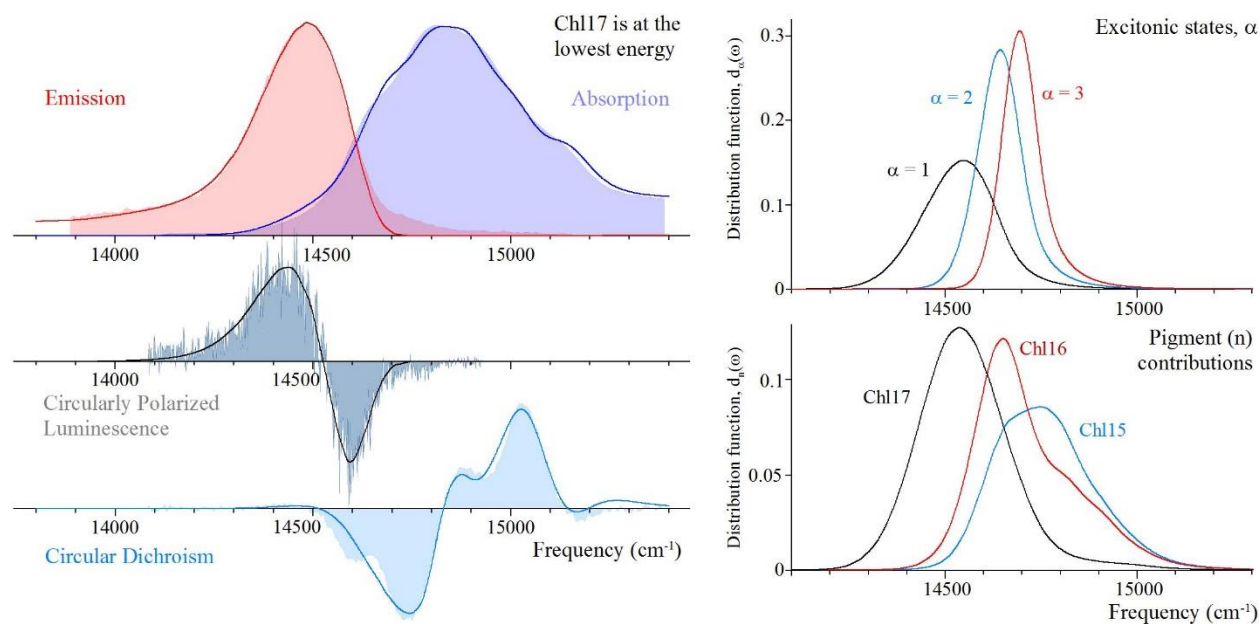 Chl17 is at the
lowest energy
Emission
Absorption
14000
14500
15000
14000
14500
Circularly Polarized
Luminescence
14000
14500
15000
Circular Dichroism
Frequency (cm⁻¹)
Distribution function, dα(ω)
0.3
0.2
0.1
0
Excitonic states, α
α = 2
α = 3
α = 1
14500
15000
Distribution function, dn(ω)
0.1
0.05
0
Pigment (n)
contributions
Chl16
Chl17
Chl15
14500
15000
Frequency (cm⁻¹)